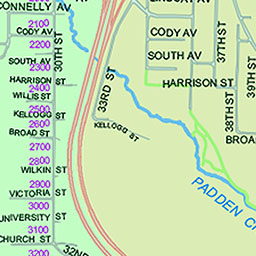 CONNELLY AV
2100
CODY AV
2200
30TH ST
SOUTH AV
2300
HARRISON ST
2400
WILLIS ST
2500
KELLOGG ST
2600
BROAD ST
2700
2800
WILKIN ST
2900
VICTORIA ST
3000
UNIVERSITY ST
3100
CHURCH ST
3200
32ND
33RD ST
KELLOGG ST
CODY AV
SOUTH AV
HARRISON ST
37TH ST
38TH ST
39TH ST
BROA
PADDEN C